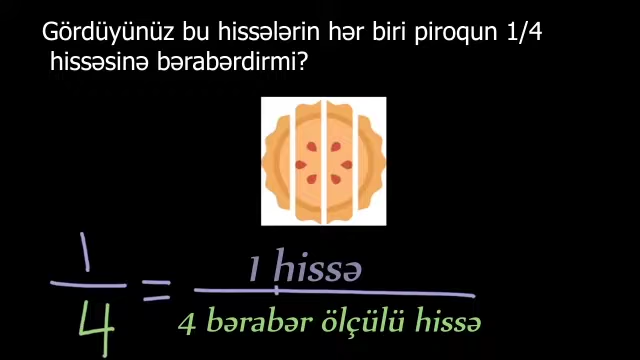 Gördüyünüz bu hissələrin hər biri piroqun 1/4
hissəsinə bərabərdirmi?
1/4 = 1 hissə / 4 bərabər ölçülü hissə